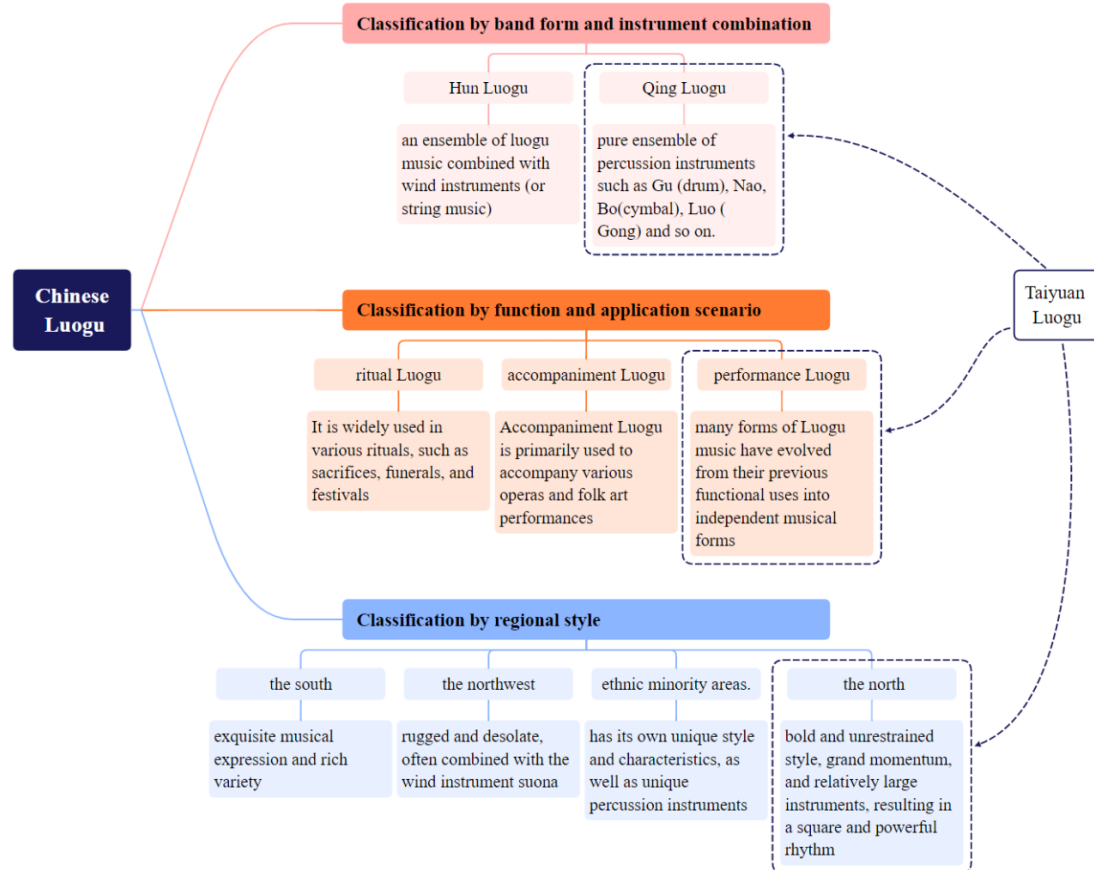 Classification by band form and instrument combination
Hun Luogu
an ensemble of luogu
music combined with
wind instruments (or
string music)
Qing Luogu
pure ensemble of
percussion instruments
such as Gu (drum), Nao,
Bo(cymbal), Luo (
Gong) and so on.
Chinese
Luogu
Taiyuan
Luogu
Classification by function and application scenario
ritual Luogu
It is widely used in
various rituals, such as
sacrifices, funerals, and
festivals
accompaniment Luogu
Accompaniment Luogu
is primarily used to
accompany various
operas and folk art
performances
performance Luogu
many forms of Luogu
music have evolved
from their previous
functional uses into
independent musical
forms
Classification by regional style
the south
exquisite musical
expression and rich
variety
the northwest
rugged and desolate,
often combined with the
wind instrument suona
ethnic minority areas.
has its own unique style
and characteristics, as
well as unique
percussion instruments
the north
bold and unrestrained
style, grand momentum,
and relatively large
instruments, resulting in
a square and powerful
rhythm